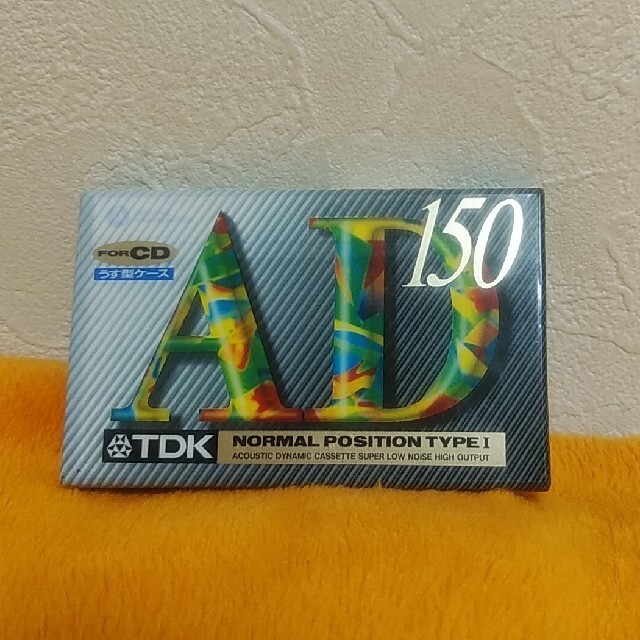 150
FOR CD
うす型ケース
AD
TDK
NORMAL POSITION TYPE I
ACOUSTIC DYNAMIC CASSETTE SUPER LOW NOISE HIGH OUTPUT